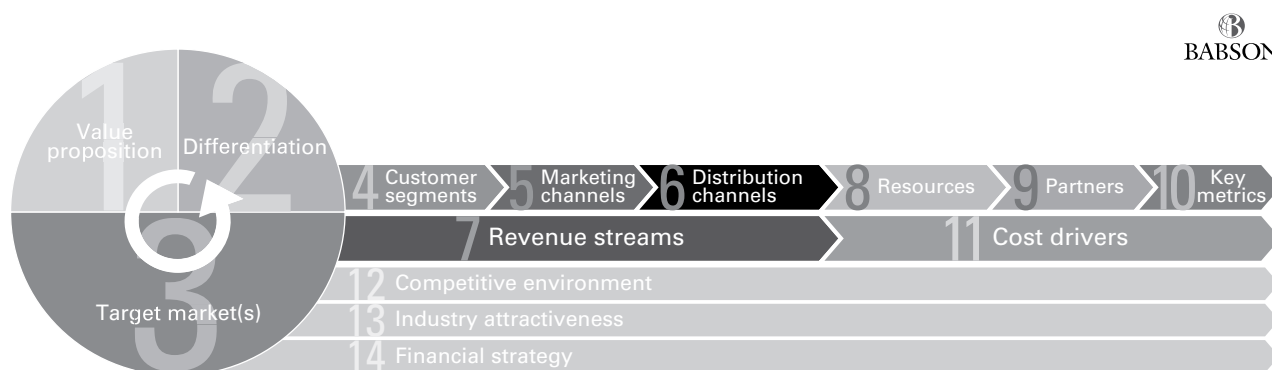 BABSON
1
Value
proposition
2
Differentiation
3
Target market(s)
4 Customer
segments
5 Marketing
channels
6 Distribution
channels
8 Resources
9 Partners
10 Key
metrics
7 Revenue streams
11 Cost drivers
12 Competitive environment
13 Industry attractiveness
14 Financial strategy